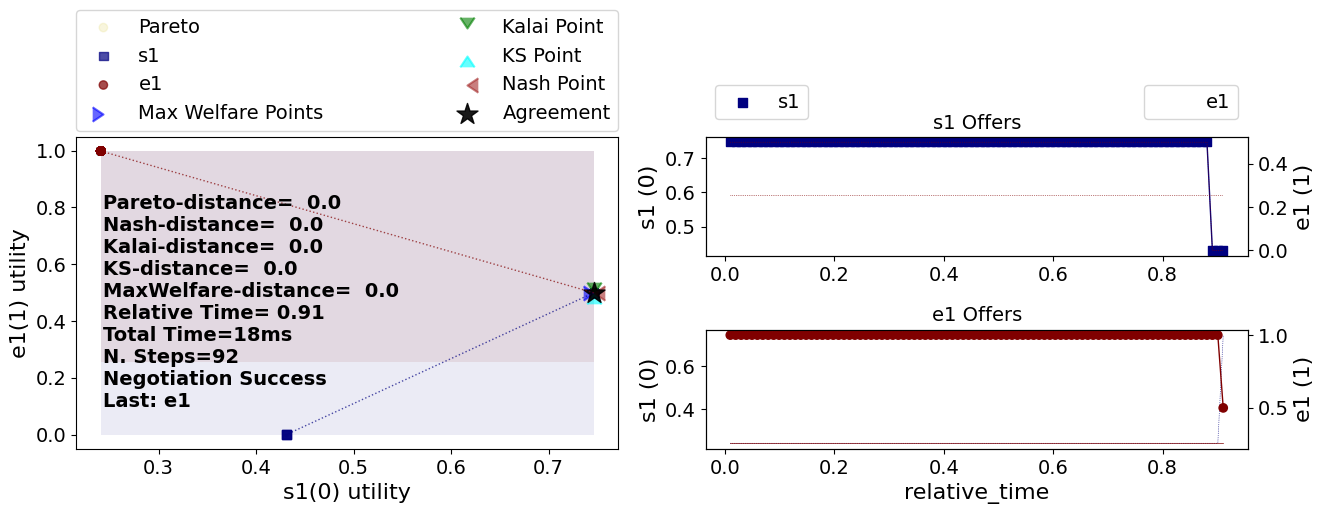 Pareto
s1
e1
Max Welfare Points
Kalai Point
KS Point
Nash Point
Agreement
1.0
0.8
0.6
0.4
0.2
0.0
e1(1) utility
Pareto-distance= 0.0
Nash-distance= 0.0
Kalai-distance= 0.0
KS-distance= 0.0
MaxWelfare-distance= 0.0
Relative Time= 0.91
Total Time=18ms
N. Steps=92
Negotiation Success
Last: e1
0.3 0.4 0.5 0.6 0.7
s1(0) utility
s1
e1
s1 Offers
0.7
0.6
0.5
s1 (0)
0.4
0.2
0.0
e1 (1)
0.0 0.2 0.4 0.6 0.8
e1 Offers
0.6
0.4
s1 (0)
1.0
0.5
e1 (1)
0.0 0.2 0.4 0.6 0.8
relative_time